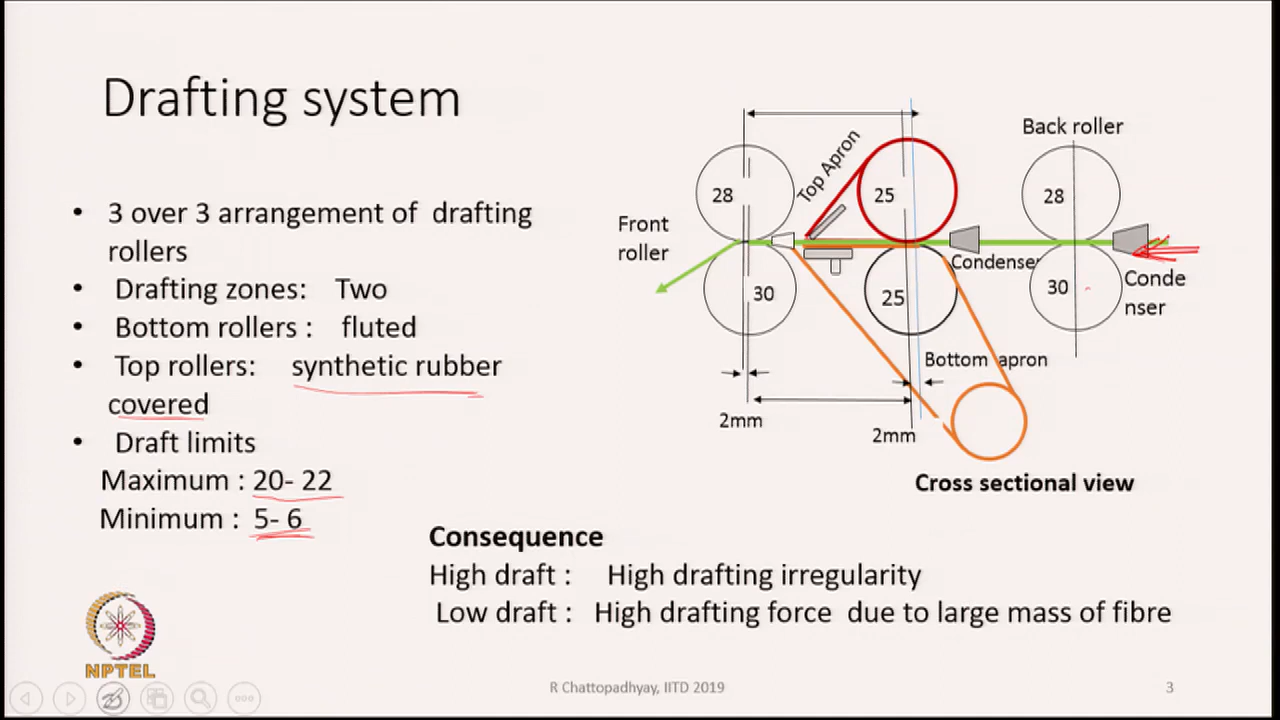 Drafting system
• 3 over 3 arrangement of drafting
rollers
• Drafting zones: Two
• Bottom rollers : fluted
• Top rollers: synthetic rubber
covered
• Draft limits
Maximum : 20- 22
Minimum : 5- 6
Back roller
Top Apron
28
25
28
Front
roller
Condenser
30
25
30
Conde
nser
Bottom apron
2mm
2mm
Cross sectional view
Consequence
High draft : High drafting irregularity
Low draft : High drafting force due to large mass of fibre
NPTEL
R Chattopadhyay, IITD 2019
3